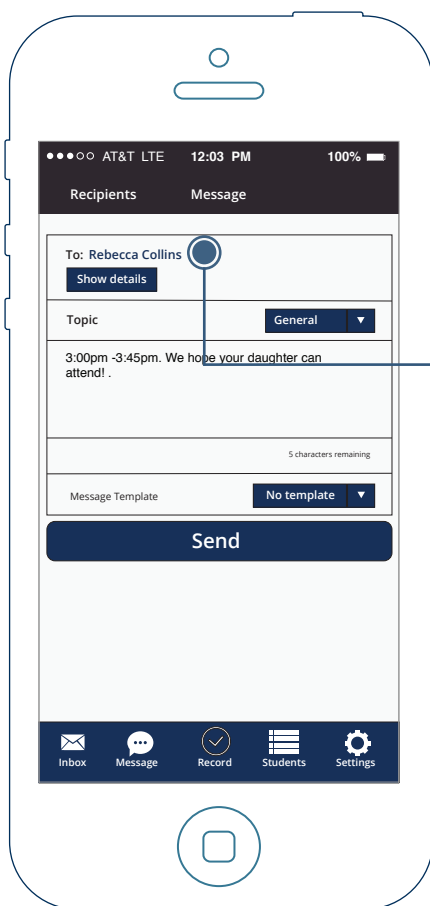 AT&T LTE 12:03 PM 100%
Recipients Message
To: Rebecca Collins
Show details
Topic General
3:00pm -3:45pm. We hope your daughter can
attend! .
5 characters remaining
Message Template No template
Send
Inbox Message Record Students Settings